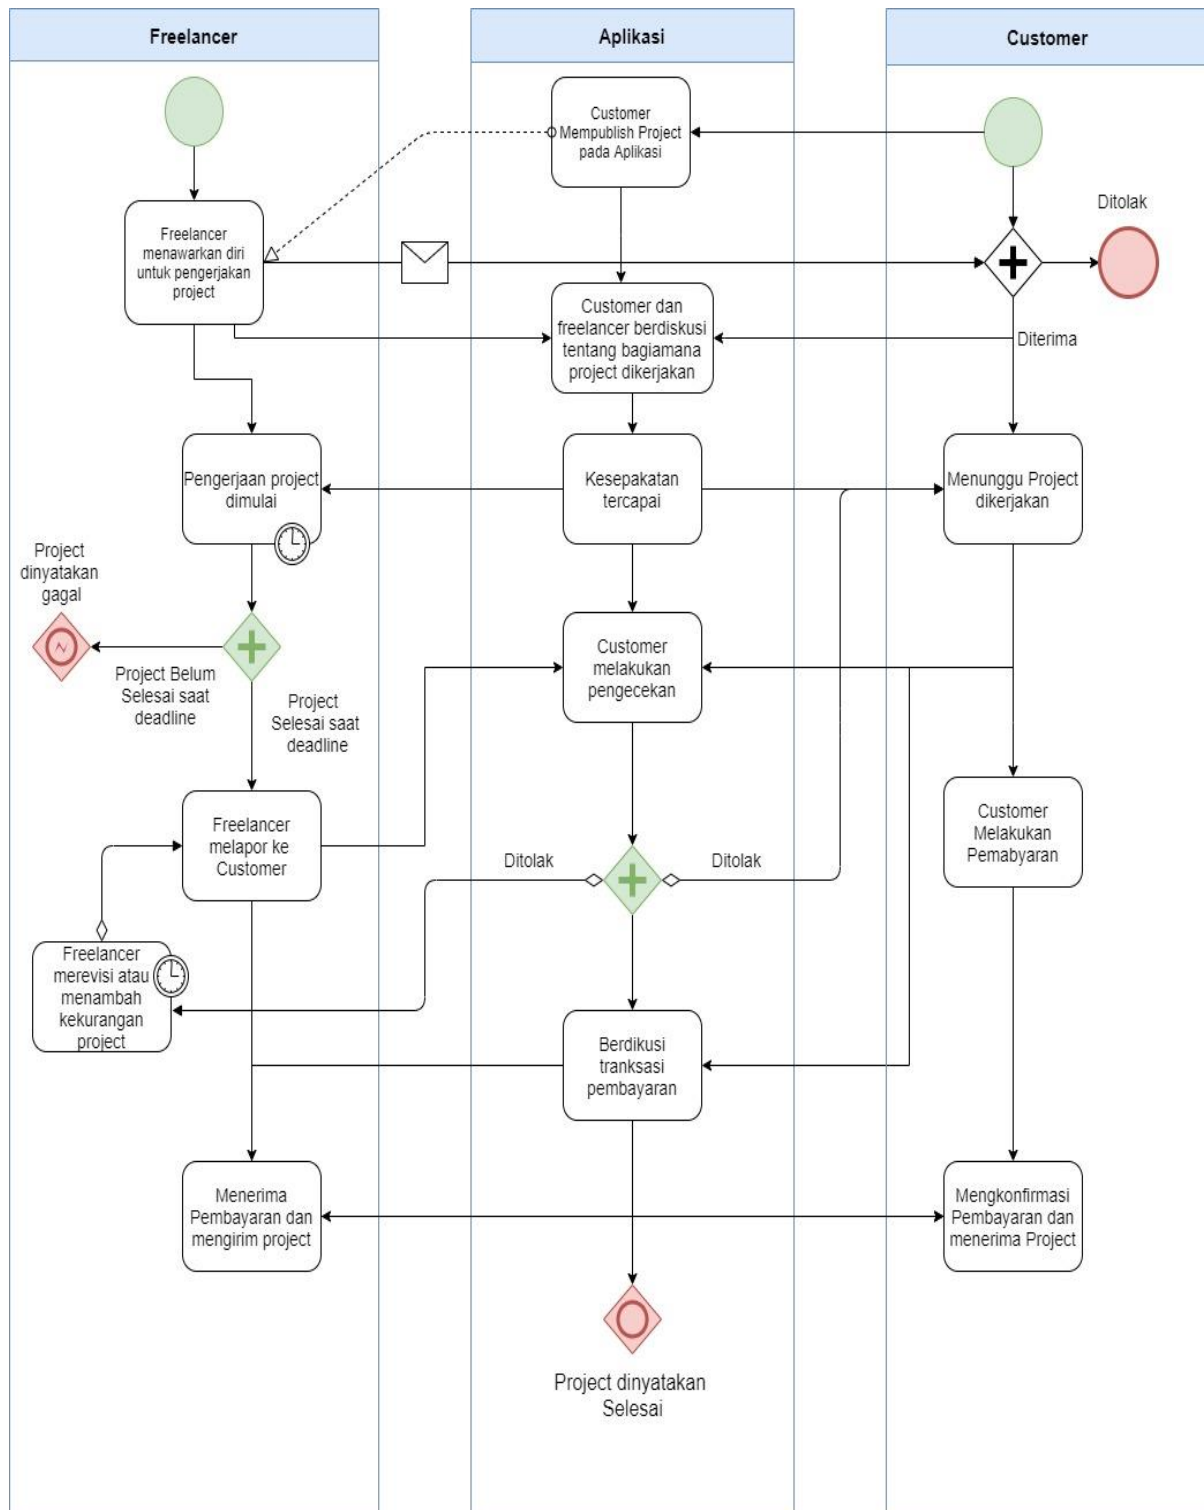 Freelancer
Aplikasi
Customer
Customer
Mempublish Project
pada Aplikasi
Ditolak
Freelancer
menawarkan diri
untuk pengerjakan
project
Customer dan
freelancer berdiskusi
tentang bagiamana
project dikerjakan
Diterima
Pengerjaan project
dimulai
Kesepakatan
tercapai
Menunggu Project
dikerjakan
Project
dinyatakan
gagal
Project Belum
Selesai saat
deadline
Project
Selesai saat
deadline
Customer
melakukan
pengecekan
Freelancer
melapor ke
Customer
Ditolak
Ditolak
Customer
Melakukan
Pemabyaran
Freelancer
merevisi atau
menambah
kekurangan
project
Berdikusi
tranksasi
pembayaran
Menerima
Pembayaran dan
mengirim project
Mengkonfirmasi
Pembayaran dan
menerima Project
Project dinyatakan
Selesai